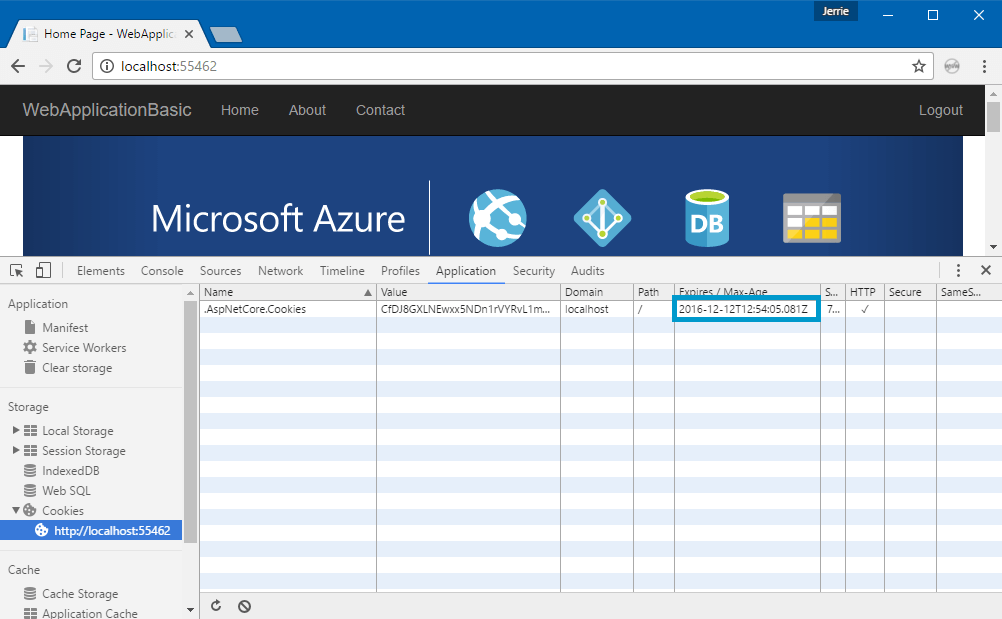 Jerrie
Home Page - WebApplic
localhost:55462
WebApplicationBasic Home About Contact Logout
Microsoft Azure
DB
Elements Console Sources Network Timeline Profiles Application Security Audits
Application
Manifest
Service Workers
Clear storage
Storage
Local Storage
Session Storage
IndexedDB
Web SQL
Cookies
http://localhost:55462
Cache
Cache Storage
Application Cache
Name Value Domain Path Expires / Max-Age S... HTTP Secure SameS...
.AspNetCore.Cookies CfDJ8GXLNEwxx5NDn1rVYRvL1m... localhost / 2016-12-12T12:54:05.081Z 7... ✓